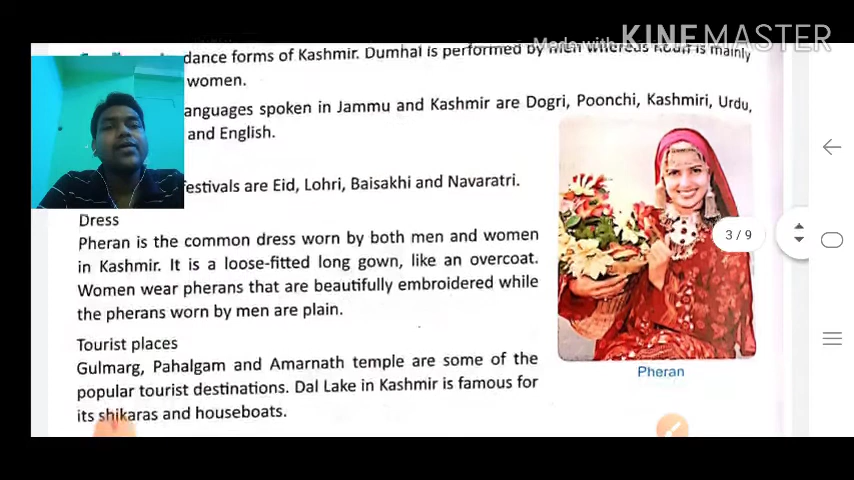 Made with KINEMASTER
dance forms of Kashmir. Dumhal is performed by men whereas Rouf is mainly
women.
anguages spoken in Jammu and Kashmir are Dogri, Poonchi, Kashmiri, Urdu,
and English.
festivals are Eid, Lohri, Baisakhi and Navaratri.
Dress
Pheran is the common dress worn by both men and women
in Kashmir. It is a loose-fitted long gown, like an overcoat.
Women wear pherans that are beautifully embroidered while
the pherans worn by men are plain.
3 / 9
Tourist places
Gulmarg, Pahalgam and Amarnath temple are some of the
popular tourist destinations. Dal Lake in Kashmir is famous for
its shikaras and houseboats.
Pheran